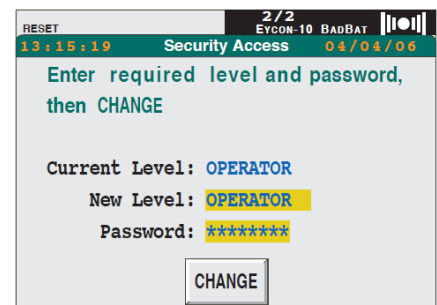 RESET 2/2
EYCON-10 BADBAT
13:15:19 Security Access 04/04/06
Enter required level and password,
then CHANGE
Current Level: OPERATOR
New Level: OPERATOR
Password: ********
CHANGE